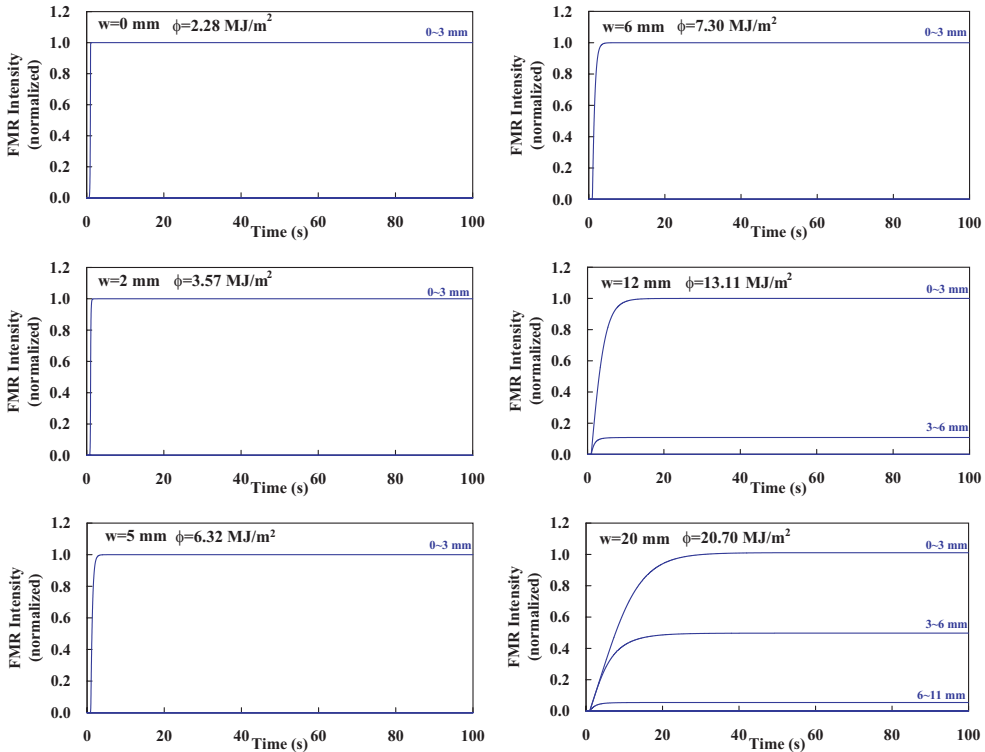 w=0 mm ϕ=2.28 MJ/m²
0~3 mm
FMR Intensity
(normalized)
1.2
1.0
0.8
0.6
0.4
0.2
0.0
0 20 40 60 80 100
Time (s)
w=6 mm ϕ=7.30 MJ/m²
0~3 mm
FMR Intensity
(normalized)
1.2
1.0
0.8
0.6
0.4
0.2
0.0
0 20 40 60 80 100
Time (s)
w=2 mm ϕ=3.57 MJ/m²
0~3 mm
FMR Intensity
(normalized)
1.2
1.0
0.8
0.6
0.4
0.2
0.0
0 20 40 60 80 100
Time (s)
w=12 mm ϕ=13.11 MJ/m²
0~3 mm
3~6 mm
FMR Intensity
(normalized)
1.2
1.0
0.8
0.6
0.4
0.2
0.0
0 20 40 60 80 100
Time (s)
w=5 mm ϕ=6.32 MJ/m²
0~3 mm
FMR Intensity
(normalized)
1.2
1.0
0.8
0.6
0.4
0.2
0.0
0 20 40 60 80 100
Time (s)
w=20 mm ϕ=20.70 MJ/m²
0~3 mm
3~6 mm
6~11 mm
FMR Intensity
(normalized)
1.2
1.0
0.8
0.6
0.4
0.2
0.0
0 20 40 60 80 100
Time (s)